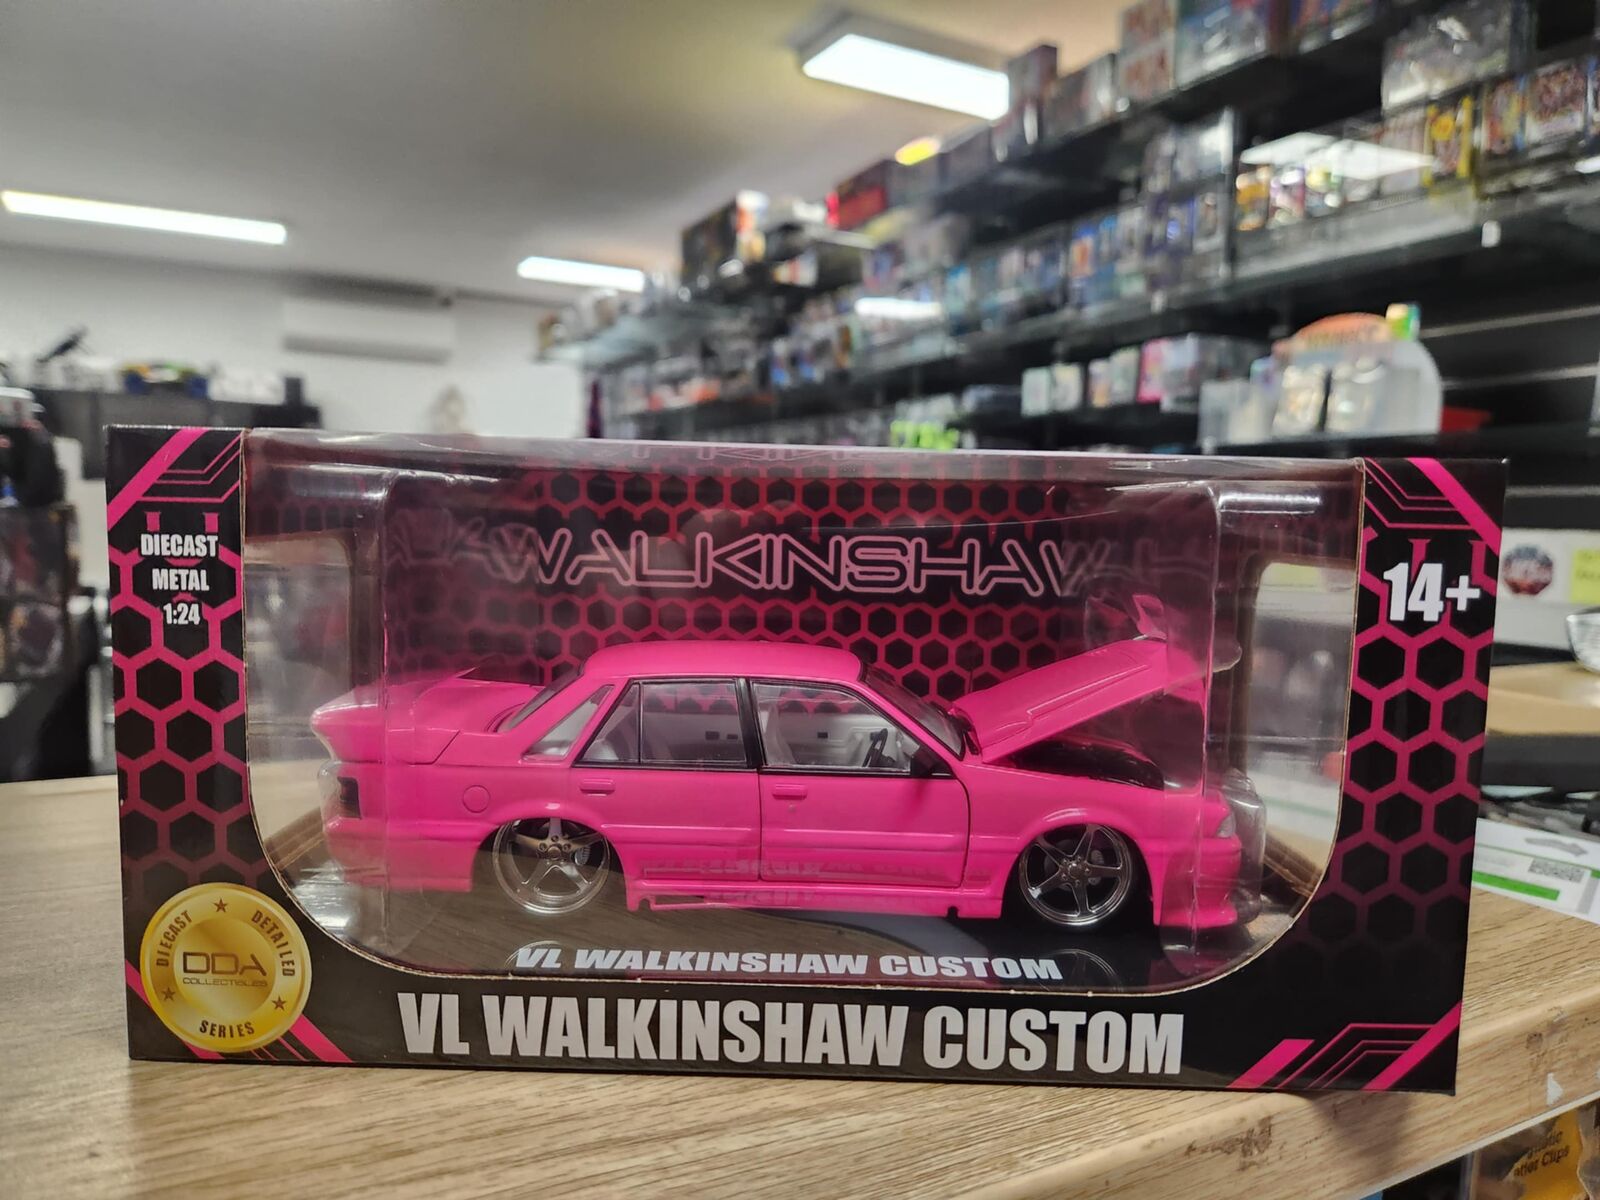 DIECAST
METAL
1:24
WALKINSHAW
14+
DIECAST DETAILED
DDA
COLLECTIBLES
SERIES
VL WALKINSHAW CUSTOM
VL WALKINSHAW CUSTOM